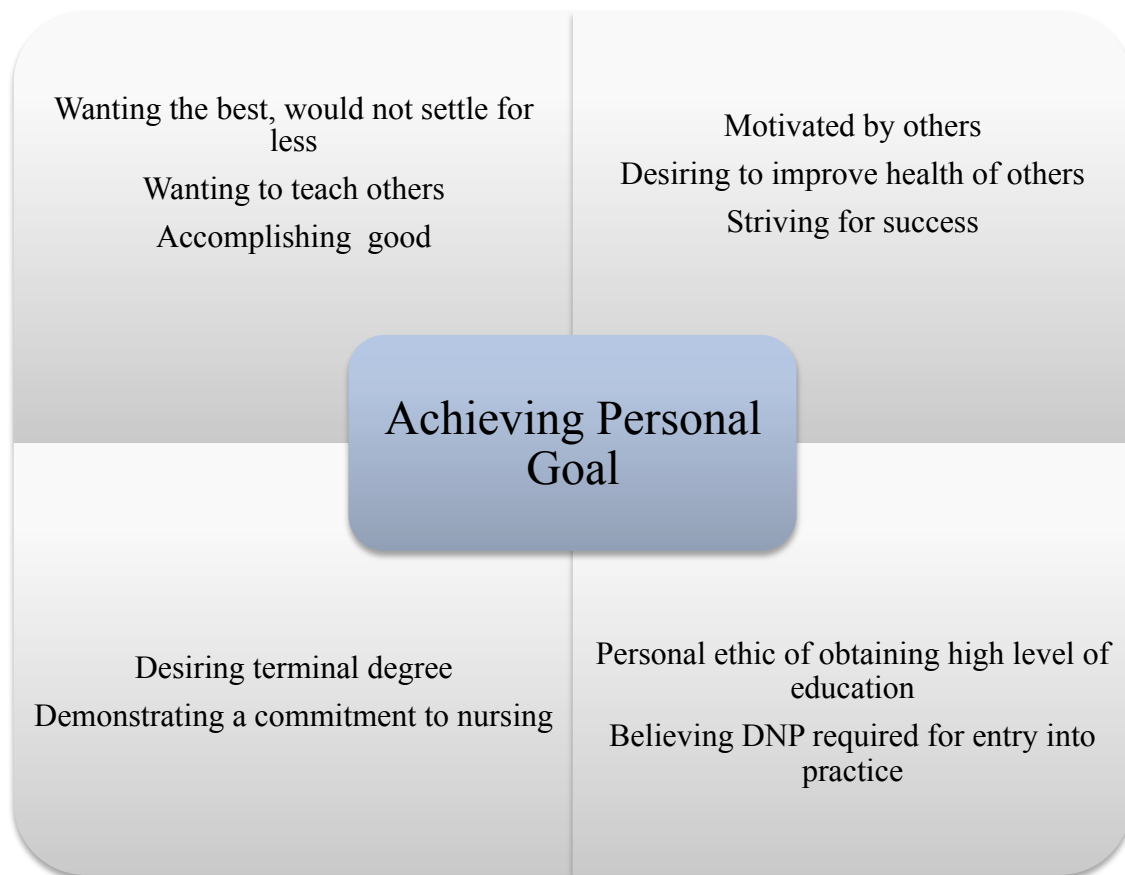 Wanting the best, would not settle for
less
Wanting to teach others
Accomplishing  good
Motivated by others
Desiring to improve health of others
Striving for success
Achieving Personal
Goal
Desiring terminal degree
Demonstrating a commitment to nursing
Personal ethic of obtaining high level of
education
Believing DNP required for entry into
practice